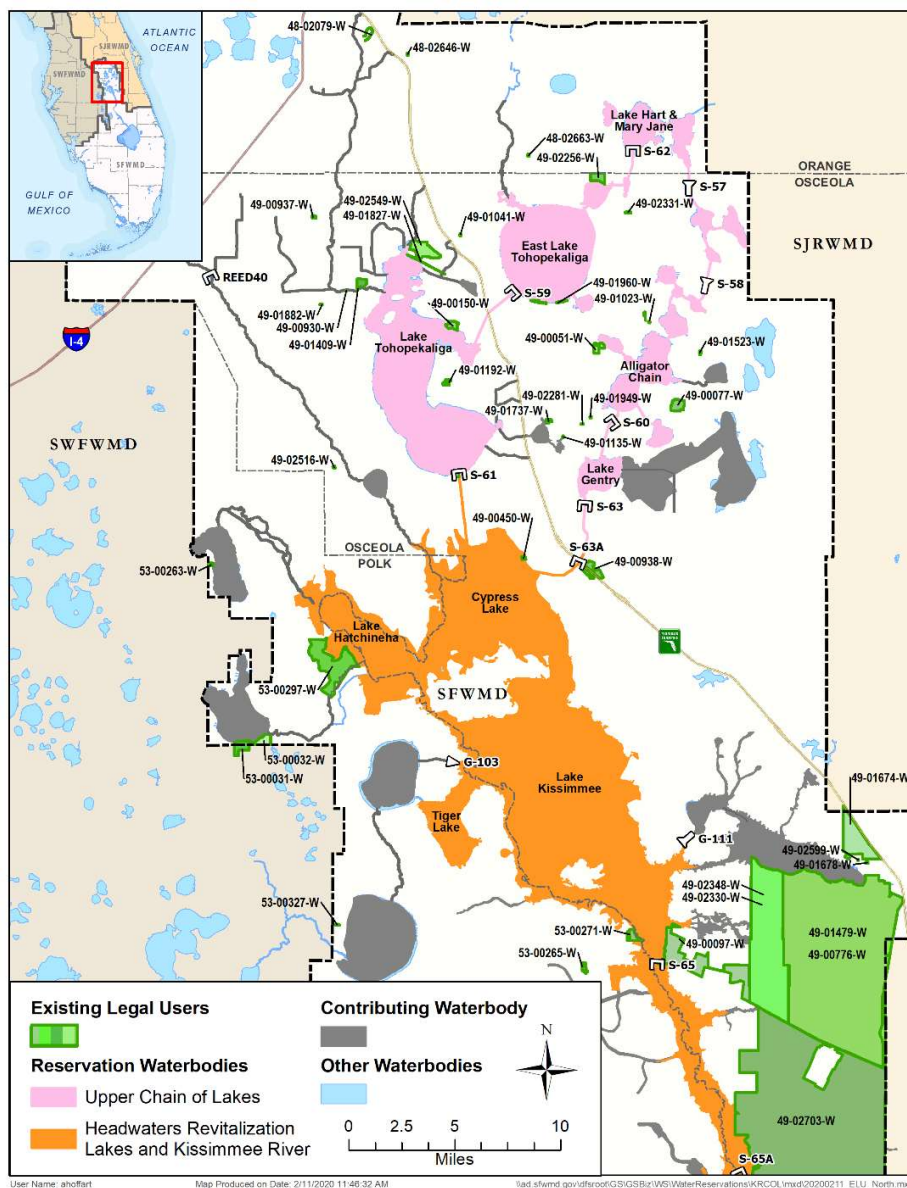 48-02079-W
ATLANTIC
OCEAN
SJRWMD
SWFWMD
SFWMD
GULF OF
MEXICO
48-02646-W
Lake Hart &
Mary Jane
S-62
48-02663-W
49-02256-W
ORANGE
OSCEOLA
S-57
49-00937-W
49-02549-W
49-01827-W
49-01041-W
49-02331-W
SJRWMD
East Lake
Tohopekaliga
REED40
S-59
49-01960-W
49-01023-W
S-58
49-00150-W
49-01882-W
49-00930-W
49-01409-W
I-4
Lake
Tohopekaliga
49-00051-W
49-01523-W
Alligator
Chain
49-01192-W
49-02281-W
49-01949-W
49-00077-W
49-01737-W
S-60
49-01135-W
SWFWMD
49-02516-W
S-61
Lake
Gentry
S-63
49-00450-W
S-63A
OSCEOLA
POLK
49-00938-W
53-00263-W
Cypress
Lake
Lake
Hatchineha
53-00297-W
SFWMD
53-00032-W
53-00031-W
G-103
Lake
Kissimmee
Tiger
Lake
49-01674-W
G-111
49-02599-W
49-01678-W
49-02348-W
49-02330-W
53-00327-W
53-00271-W
49-00097-W
49-01479-W
49-00776-W
53-00265-W
S-65
49-02703-W
S-65A
Existing Legal Users
Contributing Waterbody
Reservation Waterbodies
Other Waterbodies
N
Upper Chain of Lakes
Headwaters Revitalization
Lakes and Kissimmee River
0 2.5 5 10
Miles
User Name: ahoffart
Map Produced on Date: 2/11/2020 11:46:32 AM